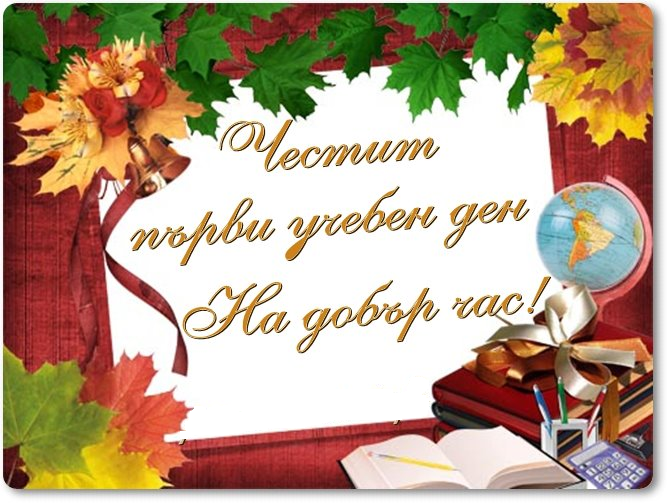 Честит
първи учебен ден
На добър час!